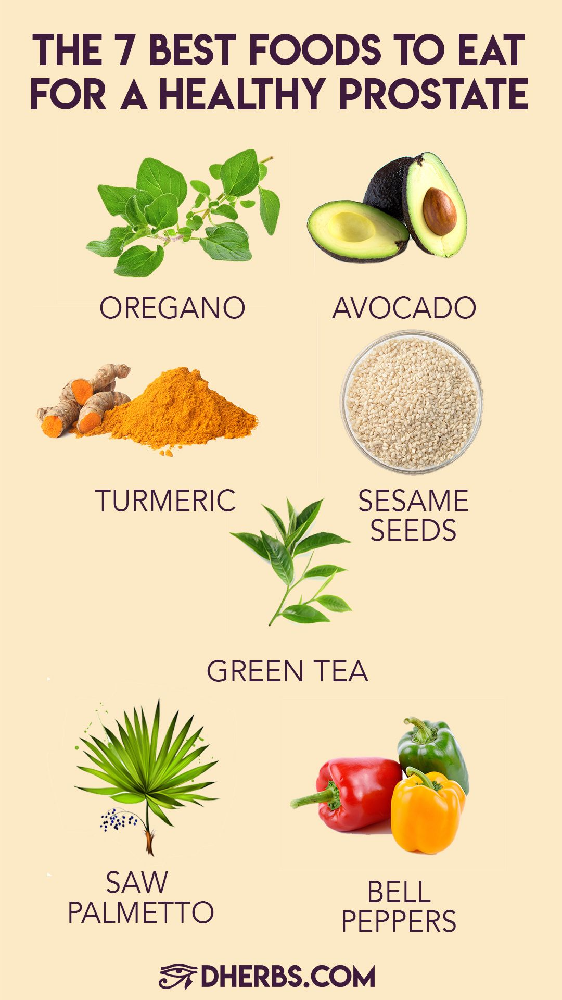 THE 7 BEST FOODS TO EAT
FOR A HEALTHY PROSTATE
OREGANO
AVOCADO
TURMERIC
SESAME
SEEDS
GREEN TEA
SAW
PALMETTO
BELL
PEPPERS
DHERBS.COM